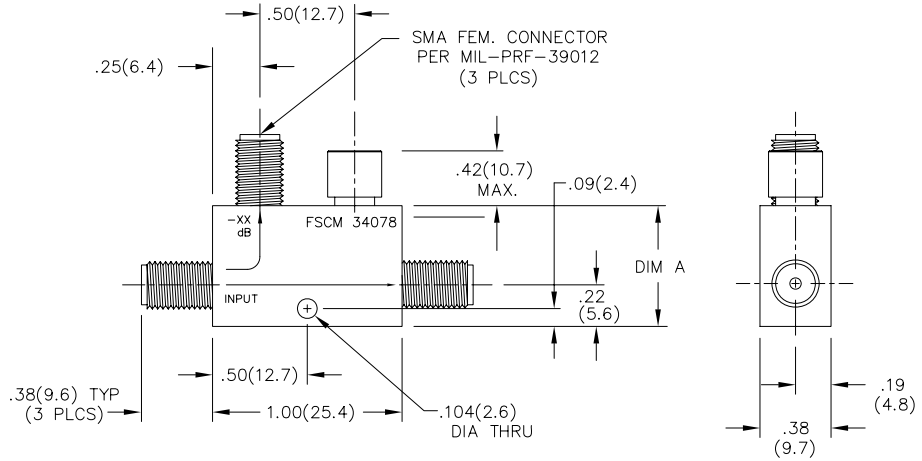 .50(12.7)
SMA FEM. CONNECTOR
PER MIL-PRF-39012
(3 PLCS)
.25(6.4)
.42(10.7)
MAX.
.09(2.4)
-XX
dB
FSCM 34078
DIM A
INPUT
.22
(5.6)
.50(12.7)
.38(9.6) TYP
(3 PLCS)
1.00(25.4)
.104(2.6)
DIA THRU
.19
(4.8)
.38
(9.7)